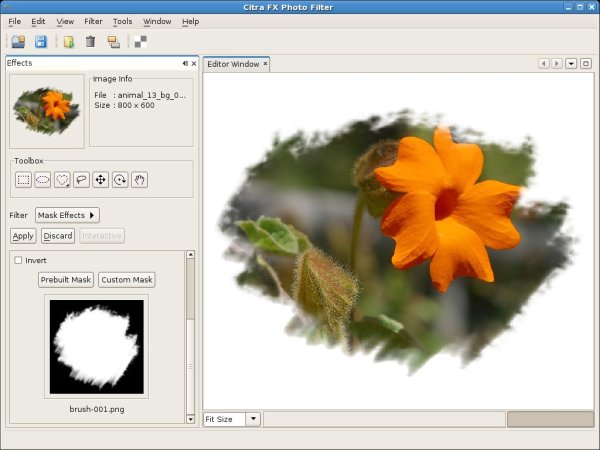 Citra FX Photo Filter
File Edit View Filter Tools Window Help
Effects
Editor Window
Image Info
File : animal_13_bg_0...
Size : 800 x 600
Toolbox
Filter Mask Effects
Apply Discard Interactive
Invert
Prebuilt Mask Custom Mask
brush-001.png
Fit Size